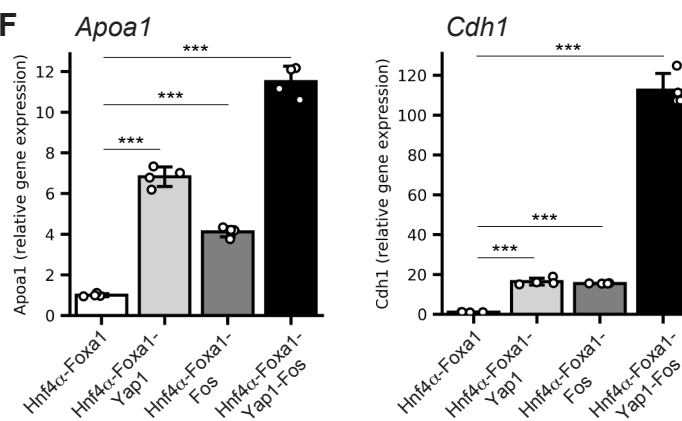 F
Apoa1
Apoa1 (relative gene expression)
12
10
8
6
4
2
0
***
***
***
Hnf4α-Foxa1
Hnf4α-Foxa1-
Yap1
Hnf4α-Foxa1-
Fos
Hnf4α-Foxa1-
Yap1-Fos
Cdh1
Cdh1 (relative gene expression)
120
100
80
60
40
20
0
***
***
***
Hnf4α-Foxa1
Hnf4α-Foxa1-
Yap1
Hnf4α-Foxa1-
Fos
Hnf4α-Foxa1-
Yap1-Fos